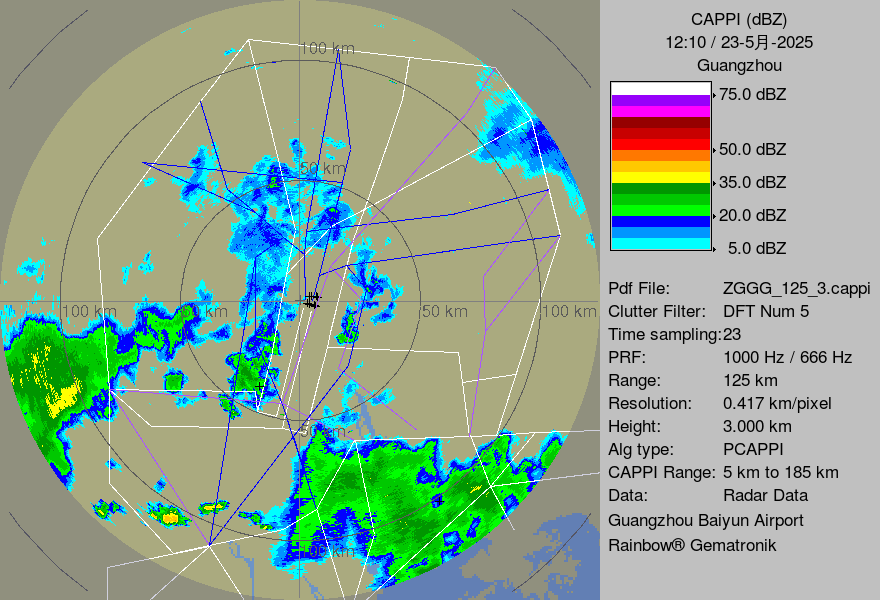 CAPPI (dBZ)
12:10 / 23-5月-2025
Guangzhou
75.0 dBZ
50.0 dBZ
35.0 dBZ
20.0 dBZ
5.0 dBZ
Pdf File: ZGGG_125_3.cappi
Clutter Filter: DFT Num 5
Time sampling:23
PRF: 1000 Hz / 666 Hz
Range: 125 km
Resolution: 0.417 km/pixel
Height: 3.000 km
Alg type: PCAPPI
CAPPI Range: 5 km to 185 km
Data: Radar Data
Guangzhou Baiyun Airport
Rainbow® Gematronik
100 km
50 km
100 km 50 km 50 km 100 km
50 km
100 km